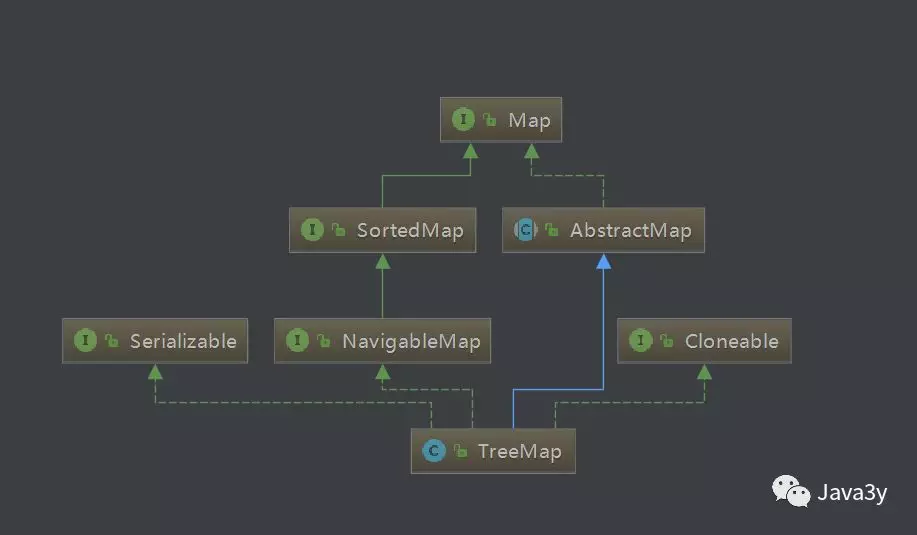 I Map
I SortedMap
C AbstractMap
I Serializable
I NavigableMap
I Cloneable
C TreeMap
Java3y